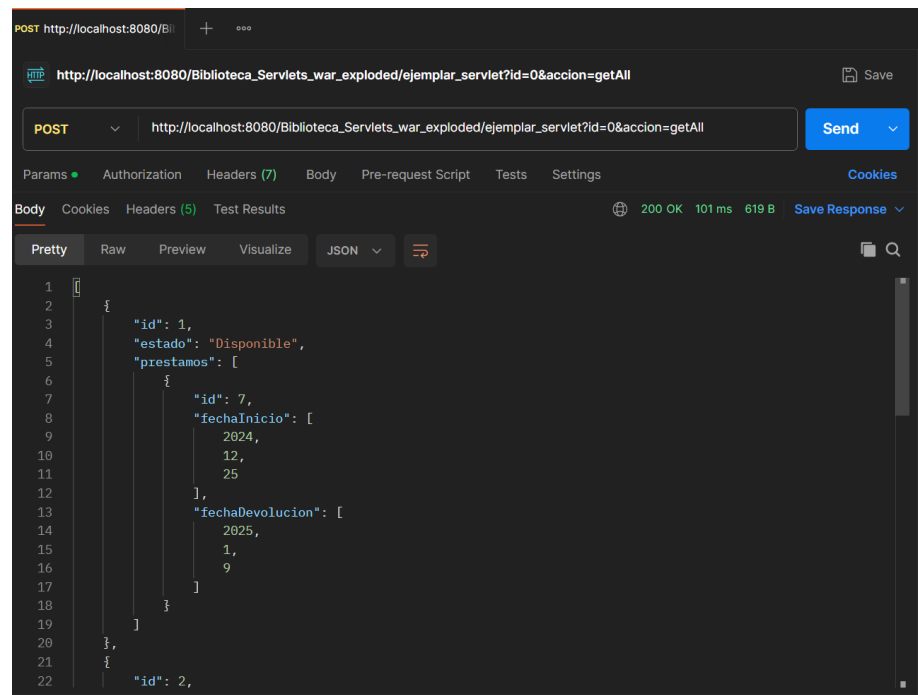 POST http://localhost:8080/Bi
HTTP http://localhost:8080/Biblioteca_Servlets_war_exploded/ejemplar_servlet?id=0&accion=getAll Save
POST http://localhost:8080/Biblioteca_Servlets_war_exploded/ejemplar_servlet?id=0&accion=getAll Send
Params Authorization Headers (7) Body Pre-request Script Tests Settings Cookies
Body Cookies Headers (5) Test Results 200 OK 101 ms 619 B Save Response
Pretty Raw Preview Visualize JSON
1 [
2 {
3 "id": 1,
4 "estado": "Disponible",
5 "prestamos": [
6 {
7 "id": 7,
8 "fechaInicio": [
9 2024,
10 12,
11 25
12 ],
13 "fechaDevolucion": [
14 2025,
15 1,
16 9
17 ]
18 }
19 ]
20 },
21 {
22 "id": 2,